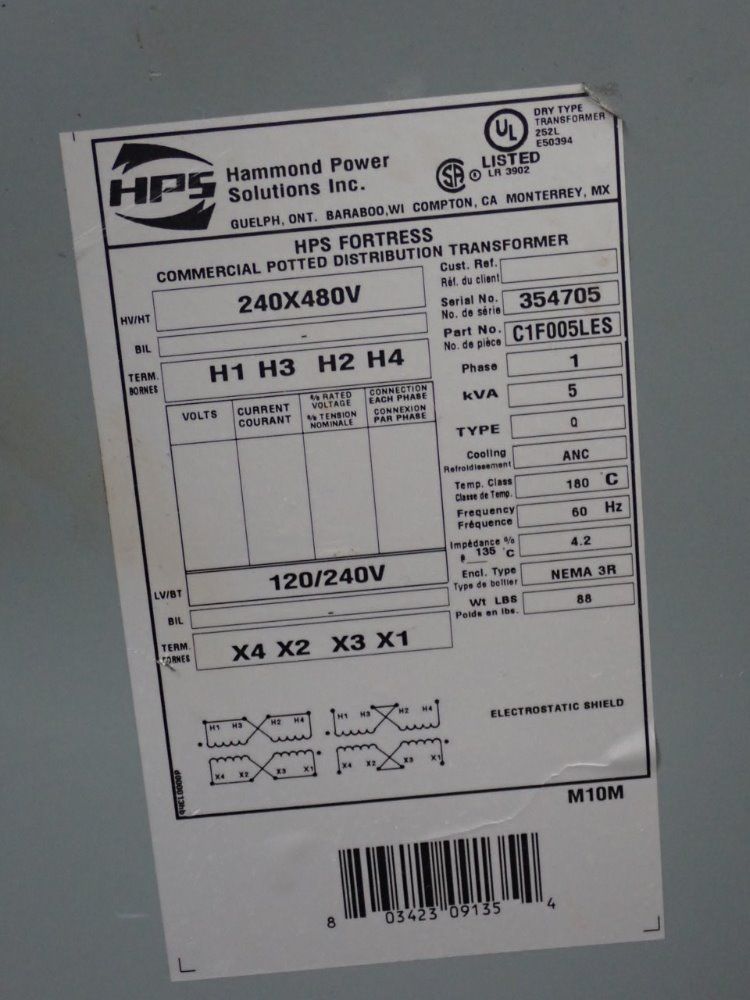 HPS
Hammond Power
Solutions Inc.
UL
DRY TYPE
TRANSFORMER
252L
E50394
LISTED
SA LR 3902
GUELPH, ONT. BARABOO,WI COMPTON, CA MONTERREY, MX
HPS FORTRESS
COMMERCIAL POTTED DISTRIBUTION TRANSFORMER
HV/HT 240X480V
BIL -
TERM.
BORNES H1 H3 H2 H4
VOLTS
CURRENT
COURANT
% RATED
VOLTAGE
% TENSION
NOMINALE
CONNECTION
EACH PHASE
CONNEXION
PAR PHASE
LV/BT 120/240V
BIL -
TERM.
BORNES X4 X2 X3 X1
Cust. Ref.
Réf. du client
Serial No.
No. de série 354705
Part No.
No. de pièce C1F005LES
Phase 1
kVA 5
TYPE Q
Cooling
Refroidissement ANC
Temp. Class
Classe de Temp. 180 C
Frequency
Fréquence 60 Hz
Impédance %
135 °C 4.2
Encl. Type
Type de boîtier NEMA 3R
Wt LBS
Poids en lbs. 88
H1 H3 H2 H4
H1 H3 H2 H4
X4 X2 X3 X1
X4 X2 X3 X1
ELECTROSTATIC SHIELD
M10M
8 03423 09135 4